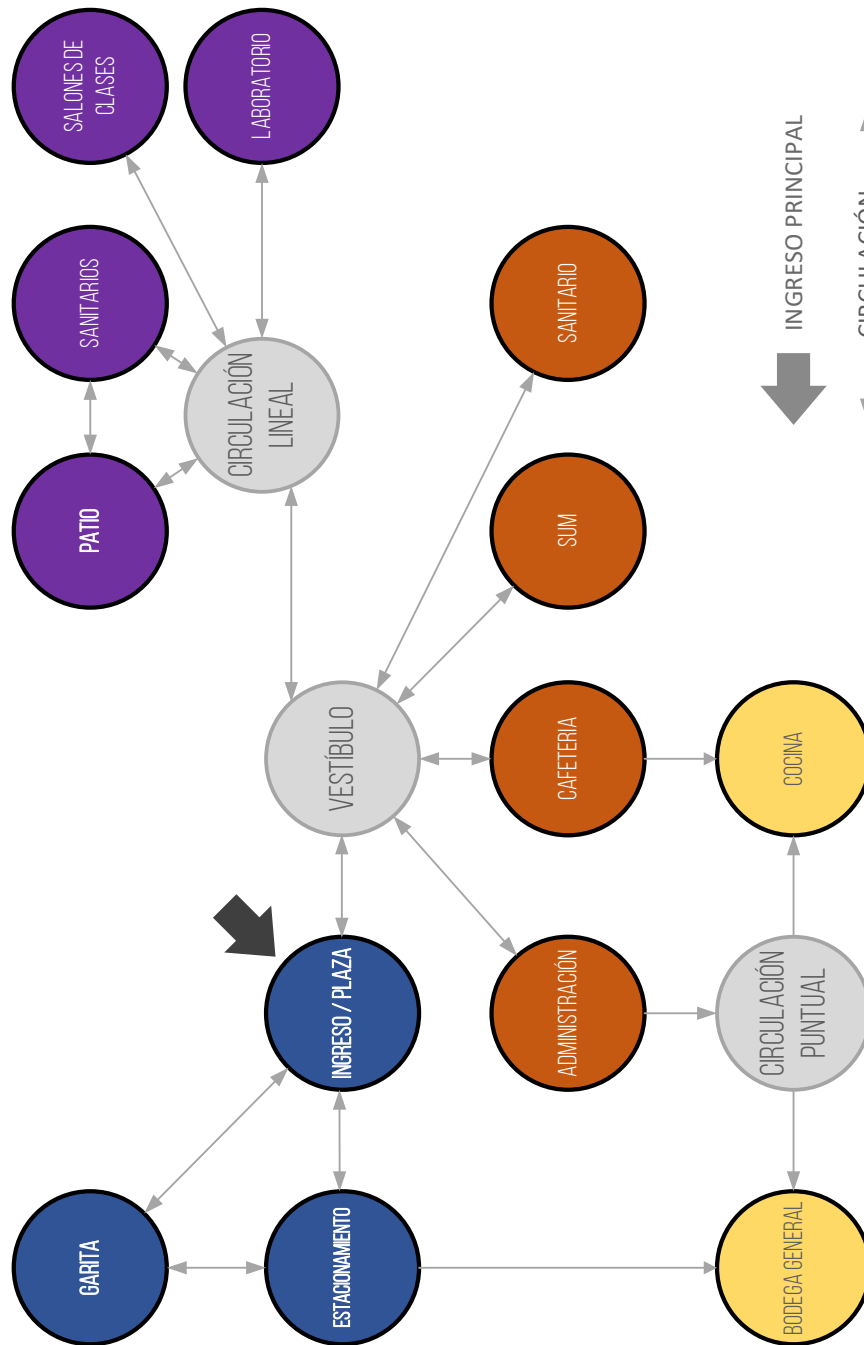 GARITA
PATIO
SANITARIOS
SALONES DE
CLASES
CIRCULACIÓN
LINEAL
LABORATORIO
ESTACIONAMIENTO
INGRESO / PLAZA
VESTÍBULO
ADMINISTRACIÓN
CAFETERIA
SUM
SANITARIO
BODEGA GENERAL
CIRCULACIÓN
PUNTUAL
COCINA
INGRESO PRINCIPAL
CIRCULACIÓN